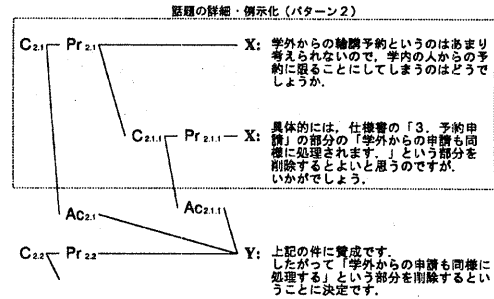 話題の詳細・例示化（パターン２）
C2.1 Pr2.1 X: 学外からの輪講予約というのはあまり
考えられないので，学内の人からの予
約に限ることにしてしまうのはどうで
しょうか．
C2.1.1 Pr2.1.1 X: 具体的には，仕様書の「３．予約申
請」の部分の「学外からの申請も同
様に処理されます．」という部分を
削除するとよいと思うのですが．
いかがでしょう．
Ac2.1 Ac2.1.1
C2.2 Pr2.2 Y: 上記の件に賛成です．
したがって「学外からの申請も同様に
処理する」という部分を削除するとい
うことに決定です．